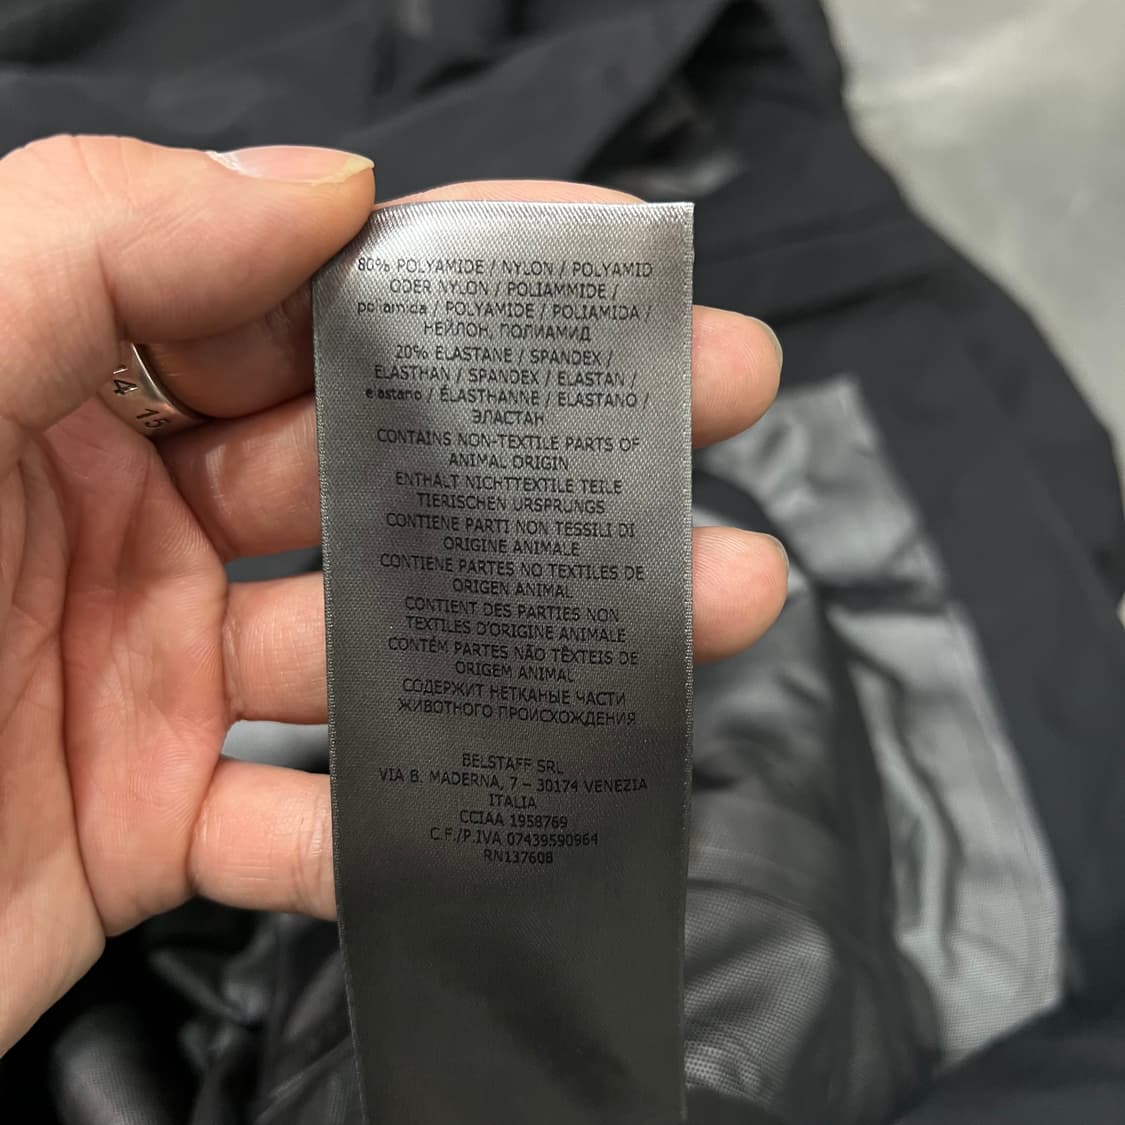 80% POLYAMIDE / NYLON / POLYAMID
ODER NYLON / POLIAMMIDE /
poliamida / POLYAMIDE / POLIAMIDA /
НЕЙЛОН, ПОЛИАМИД
20% ELASTANE / SPANDEX /
ELASTHAN / SPANDEX / ELASTAN /
elastano / ÉLASTHANNE / ELASTANO /
ЭЛАСТАН
CONTAINS NON-TEXTILE PARTS OF
ANIMAL ORIGIN
ENTHALT NICHTTEXTILE TEILE
TIERISCHEN URSPRUNGS
CONTIENE PARTI NON TESSILI DI
ORIGINE ANIMALE
CONTIENE PARTES NO TEXTILES DE
ORIGEN ANIMAL
CONTIENT DES PARTIES NON
TEXTILES D'ORIGINE ANIMALE
CONTÉM PARTES NÃO TÊXTEIS DE
ORIGEM ANIMAL
СОДЕРЖИТ НЕТКАНЫЕ ЧАСТИ
ЖИВОТНОГО ПРОИСХОЖДЕНИЯ
BELSTAFF SRL
VIA B. MADERNA, 7 – 30174 VENEZIA
ITALIA
CCIAA 1958769
C.F./P.IVA 07439590964
RN137608
14 15